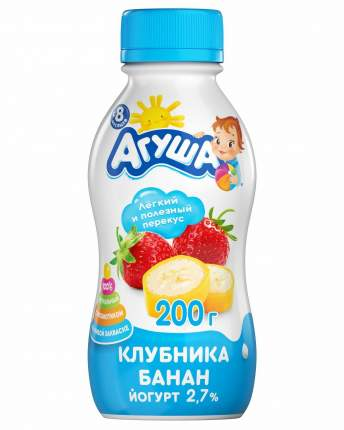 8
Агуша
Лёгкий
и полезный
перекус
200 г
КЛУБНИКА
БАНАН
ЙОГУРТ 2,7%